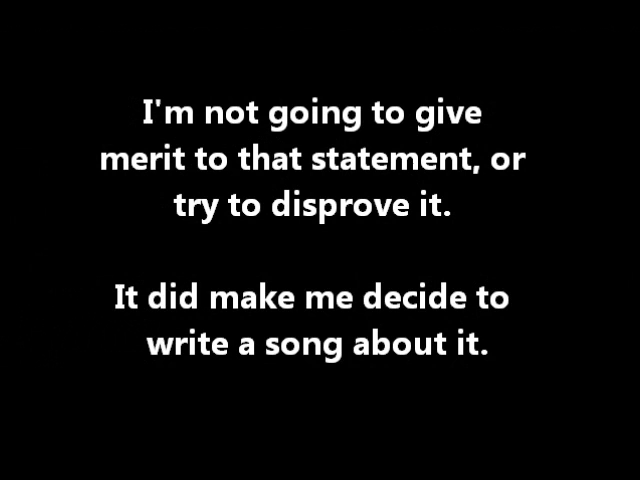 I'm not going to give
merit to that statement, or
try to disprove it.
It did make me decide to
write a song about it.